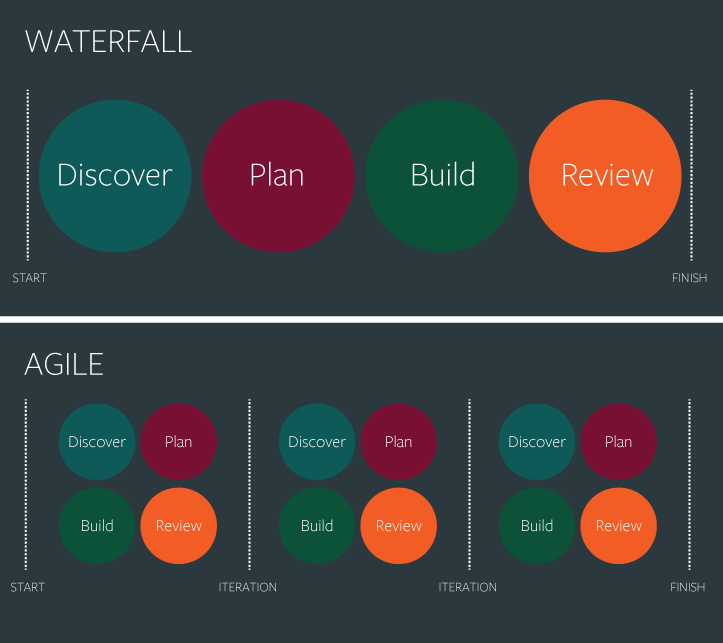 WATERFALL
Discover Plan Build Review
START FINISH
AGILE
Discover Plan Discover Plan Discover Plan
Build Review Build Review Build Review
START ITERATION ITERATION FINISH